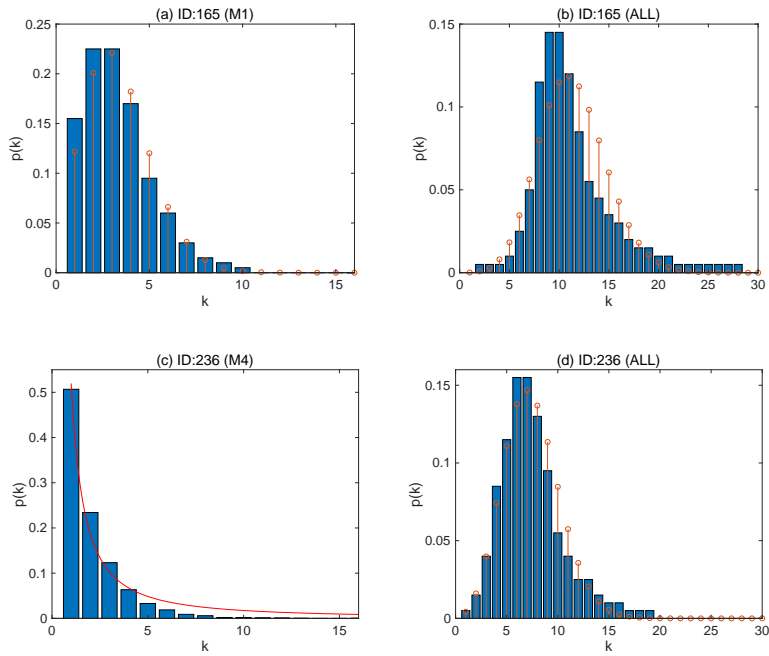 (a) ID:165 (M1)
0.25
0.2
0.15
0.1
0.05
0
p(k)
0 5 10 15
k
(b) ID:165 (ALL)
0.15
0.1
0.05
0
p(k)
0 5 10 15 20 25 30
k
(c) ID:236 (M4)
0.5
0.4
0.3
0.2
0.1
0
p(k)
0 5 10 15
k
(d) ID:236 (ALL)
0.15
0.1
0.05
0
p(k)
0 5 10 15 20 25 30
k